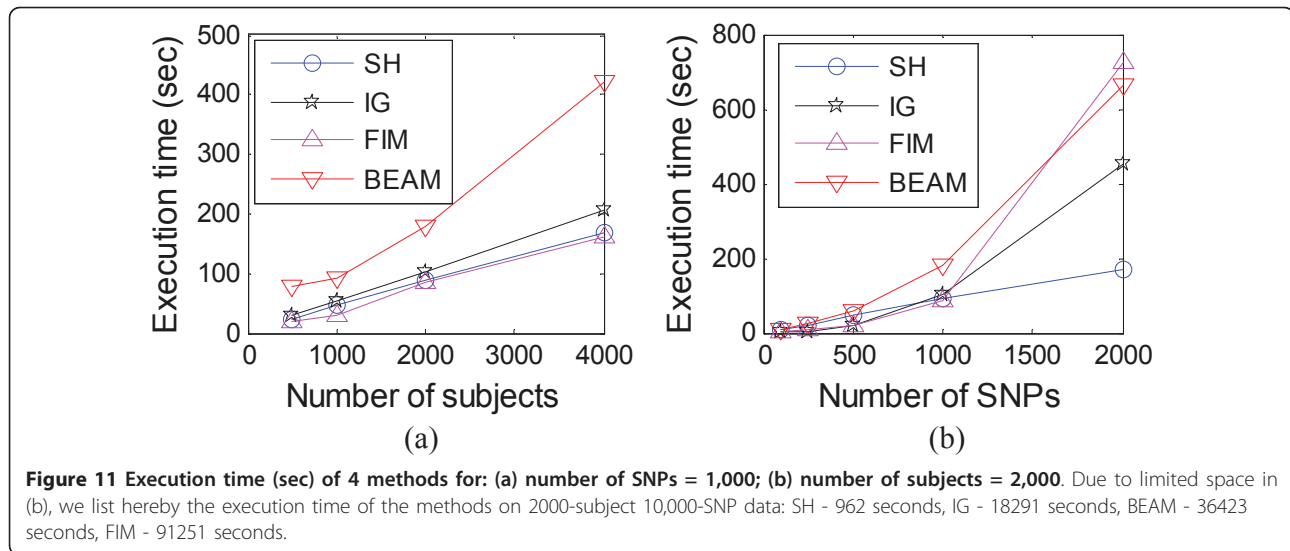 500
400
300
200
100
0
Execution time (sec)
SH
IG
FIM
BEAM
0 1000 2000 3000 4000
Number of subjects
(a)
800
600
400
200
0
Execution time (sec)
SH
IG
FIM
BEAM
0 500 1000 1500 2000
Number of SNPs
(b)
Figure 11 Execution time (sec) of 4 methods for: (a) number of SNPs = 1,000; (b) number of subjects = 2,000. Due to limited space in
(b), we list hereby the execution time of the methods on 2000-subject 10,000-SNP data: SH - 962 seconds, IG - 18291 seconds, BEAM - 36423
seconds, FIM - 91251 seconds.